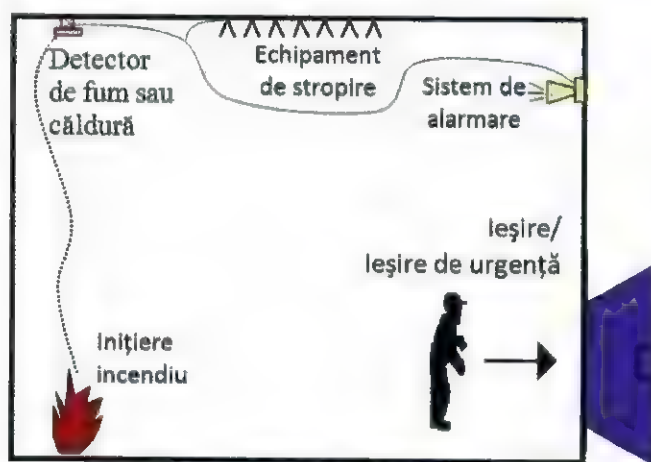 Detector
de fum sau
căldură
Echipament
de stropire
Sistem de
alarmare
Ieşire/
Ieşire de urgenţă
Iniţiere
incendiu